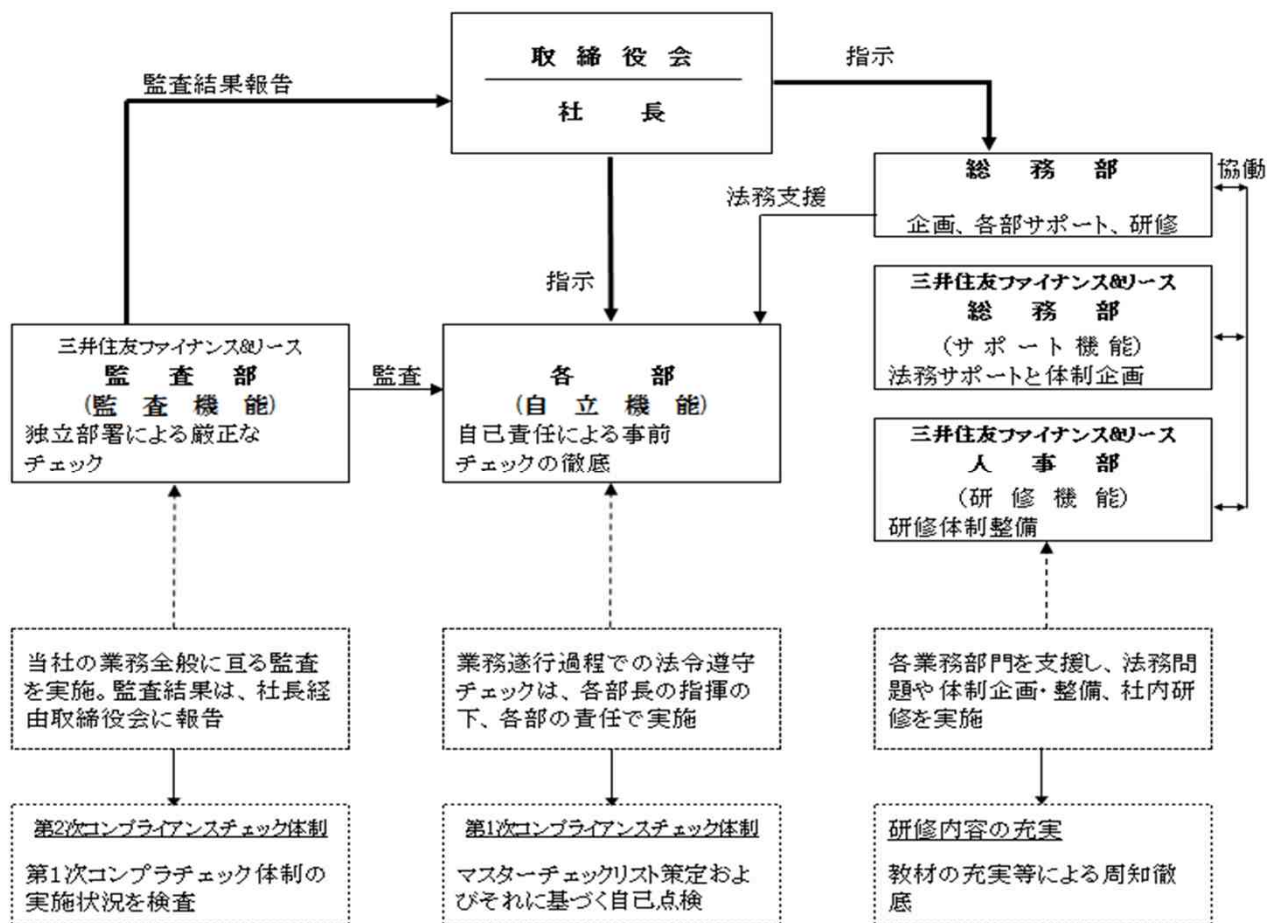 取締役会
社長
監査結果報告
指示
総務部
企画、各部サポート、研修
協働
法務支援
指示
三井住友ファイナンス&リース
総務部
(サポート機能)
法務サポートと体制企画
三井住友ファイナンス&リース
監査部
(監査機能)
独立部署による厳正な
チェック
監査
各部
(自立機能)
自己責任による事前
チェックの徹底
三井住友ファイナンス&リース
人事部
(研修機能)
研修体制整備
当社の業務全般に亘る監査
を実施。監査結果は、社長経
由取締役会に報告
業務遂行過程での法令遵守
チェックは、各部長の指揮の
下、各部の責任で実施
各業務部門を支援し、法務問
題や体制企画・整備、社内研
修を実施
第2次コンプライアンスチェック体制
第1次コンプラチェック体制の
実施状況を検査
第1次コンプライアンスチェック体制
マスターチェックリスト策定およ
びそれに基づく自己点検
研修内容の充実
教材の充実等による周知徹
底